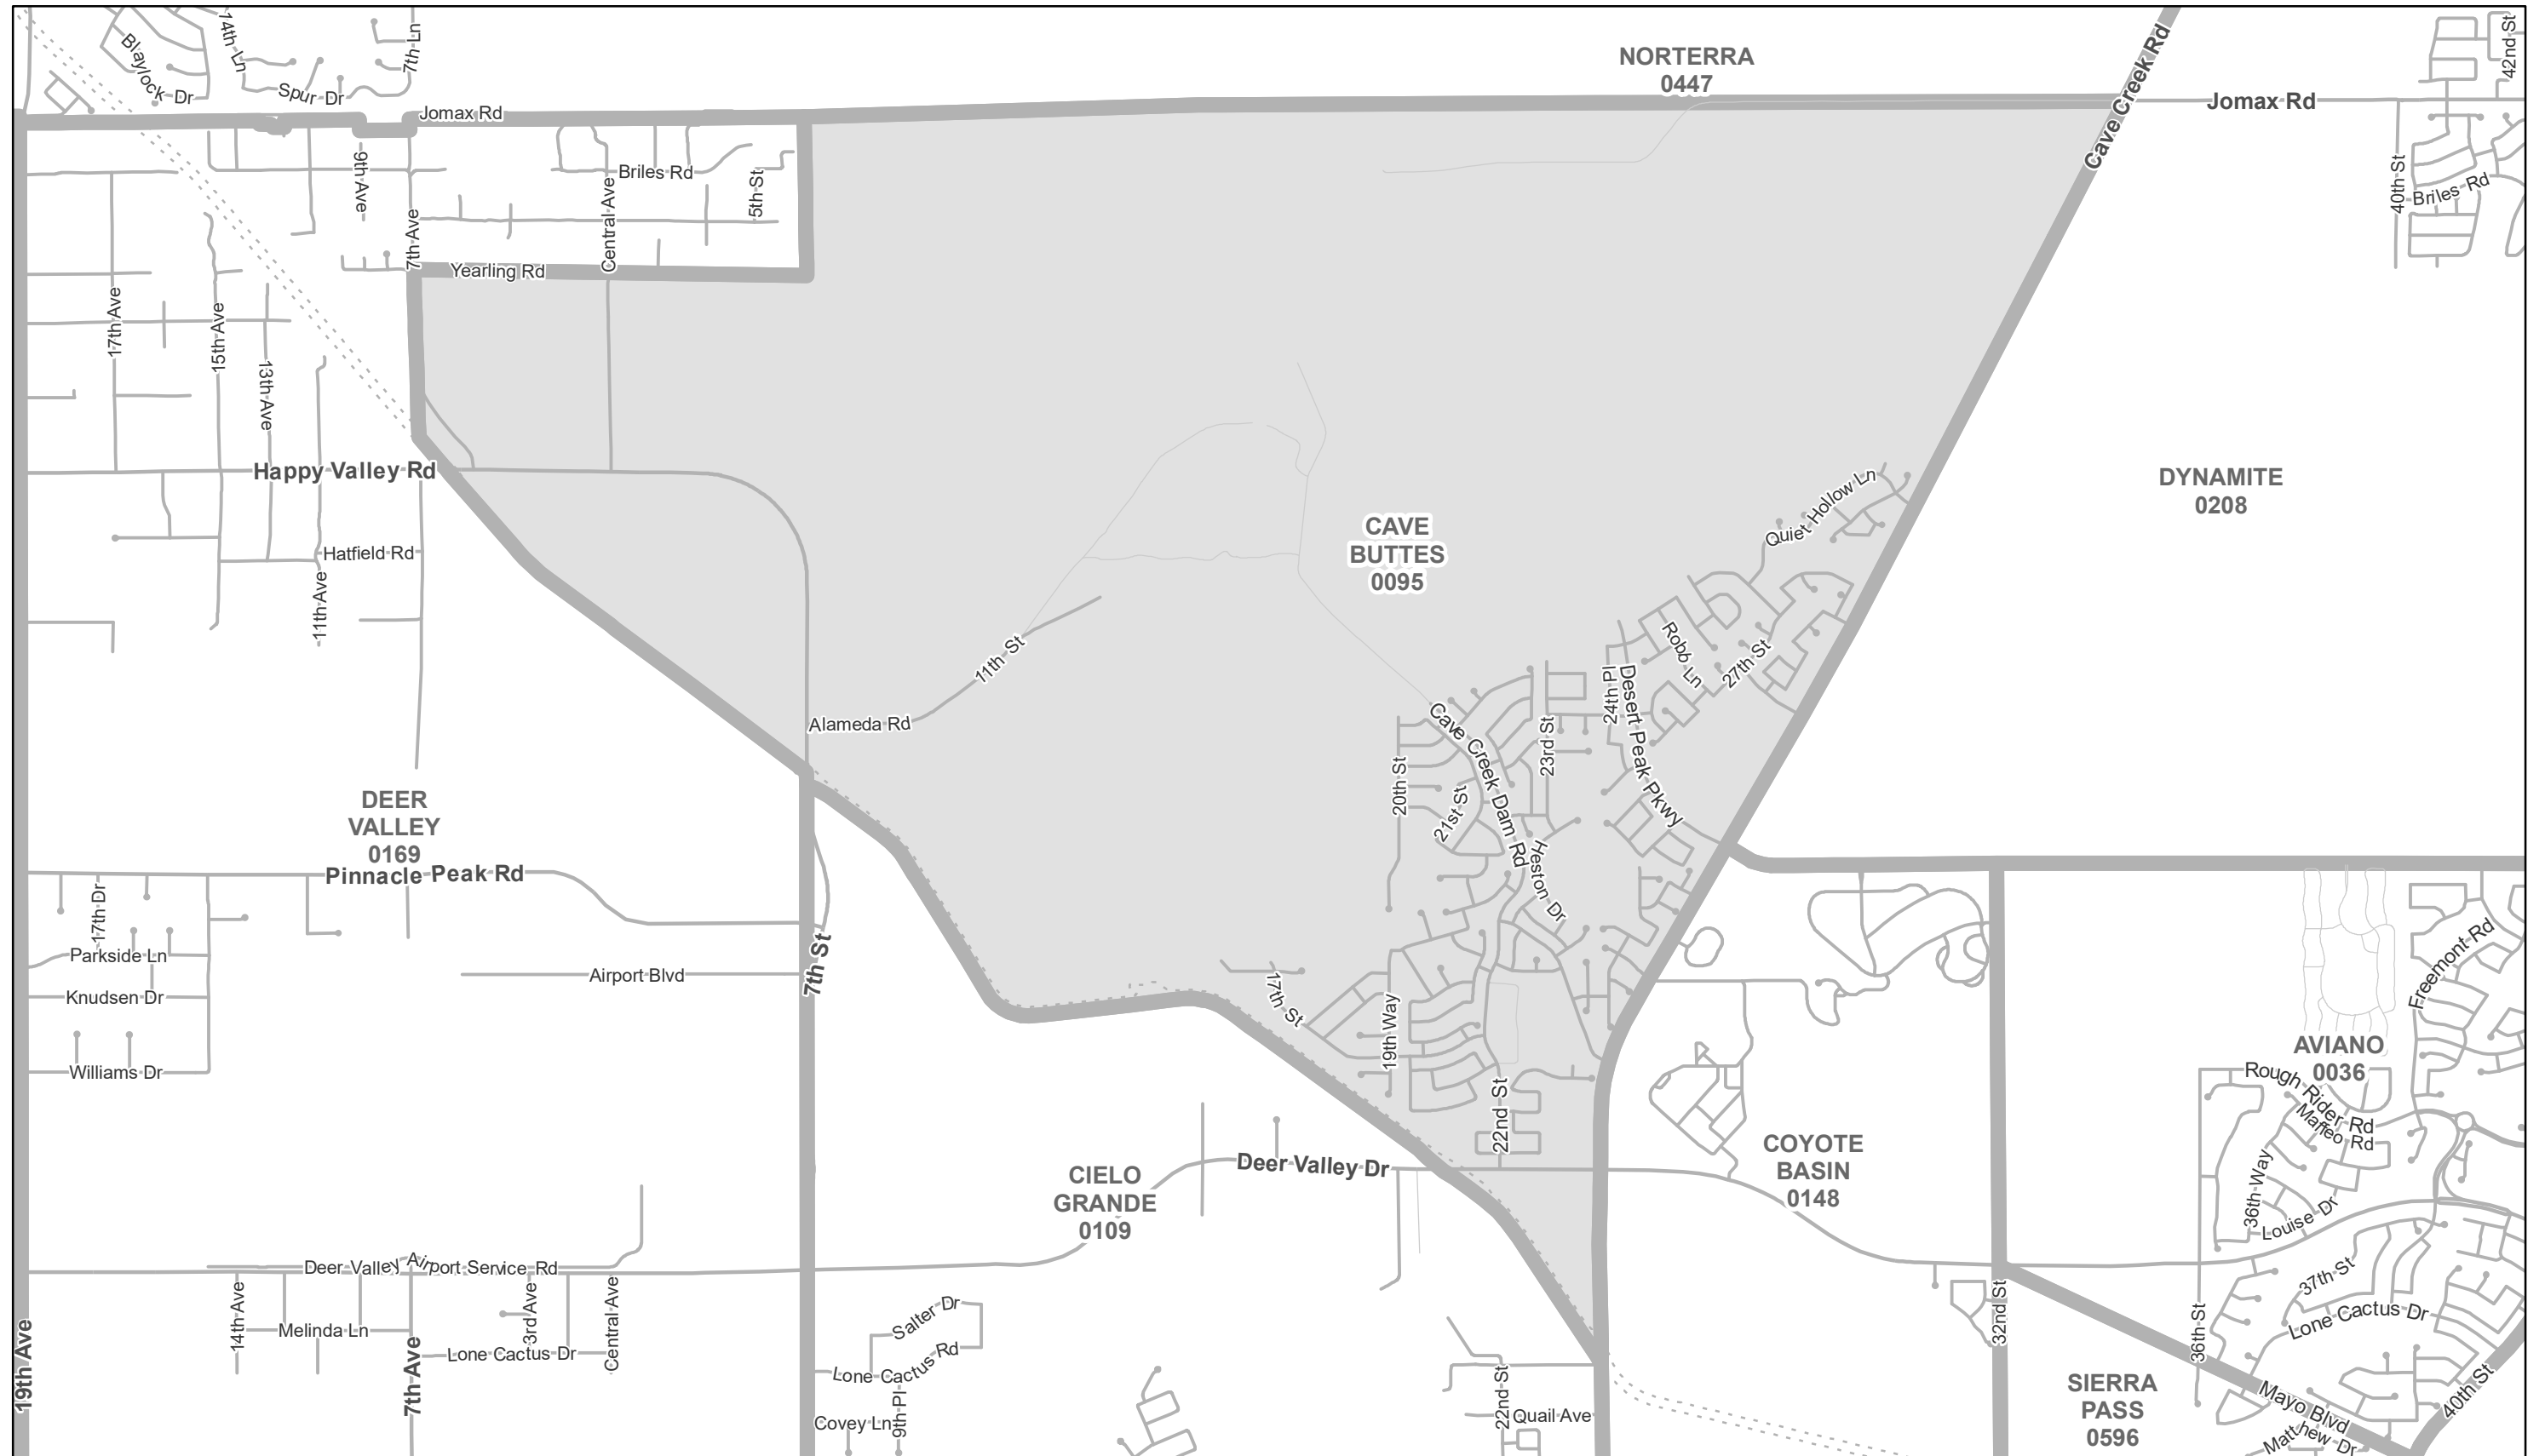 14th Ln
7th Ln
Blaylock Dr
Spur Dr
Jomax Rd
NORTERRA
0447
Cave Creek Rd
Jomax Rd
42nd St
9th Ave
Briles Rd
5th St
Central Ave
7th Ave
Yearling Rd
40th St
Briles Rd
17th Ave
15th Ave
13th Ave
Happy Valley Rd
Hatfield Rd
11th Ave
CAVE
BUTTES
0095
DYNAMITE
0208
Quiet Hollow Ln
Robb Ln
27th St
24th Pl
Desert Peak Pkwy
11th St
Alameda Rd
Cave Creek Dam Rd
23rd St
20th St
21st St
Heston Dr
DEER
VALLEY
0169
Pinnacle Peak Rd
17th Dr
Parkside Ln
Knudsen Dr
Williams Dr
Airport Blvd
7th St
17th St
19th Way
22nd St
Freemont Rd
AVIANO
0036
Rough Rider Rd
Maffeo Rd
36th Way
Louise Dr
COYOTE
BASIN
0148
CIELO
GRANDE
0109
Deer Valley Dr
Deer Valley Airport Service Rd
14th Ave
Melinda Ln
3rd Ave
Central Ave
Lone Cactus Dr
19th Ave
7th Ave
Salter Dr
Lone Cactus Rd
9th Pl
Covey Ln
22nd St
Quail Ave
32nd St
36th St
37th St
Lone Cactus Dr
SIERRA
PASS
0596
Mayo Blvd
40th St
Matthew Dr